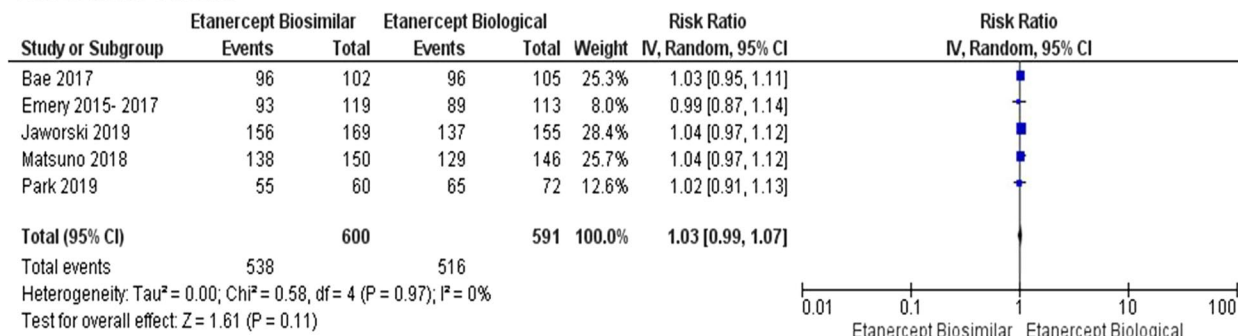 Etanercept Biosimilar Etanercept Biological Risk Ratio Risk Ratio
Study or Subgroup Events Total Events Total Weight IV, Random, 95% CI IV, Random, 95% CI
Bae 2017 96 102 96 105 25.3% 1.03 [0.95, 1.11]
Emery 2015- 2017 93 119 89 113 8.0% 0.99 [0.87, 1.14]
Jaworski 2019 156 169 137 155 28.4% 1.04 [0.97, 1.12]
Matsuno 2018 138 150 129 146 25.7% 1.04 [0.97, 1.12]
Park 2019 55 60 65 72 12.6% 1.02 [0.91, 1.13]
Total (95% CI) 600 591 100.0% 1.03 [0.99, 1.07]
Total events 538 516
Heterogeneity: Tau² = 0.00; Chi² = 0.58, df = 4 (P = 0.97); I² = 0%
Test for overall effect: Z = 1.61 (P = 0.11)
0.01 0.1 1 10 100
Etanercept Biosimilar Etanercept Biological